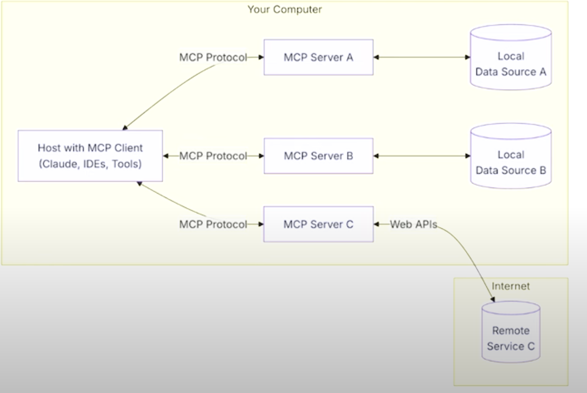 Your Computer
MCP Protocol
MCP Server A
Local
Data Source A
Host with MCP Client
(Claude, IDEs, Tools)
MCP Protocol
MCP Server B
Local
Data Source B
MCP Protocol
MCP Server C
Web APIs
Internet
Remote
Service C